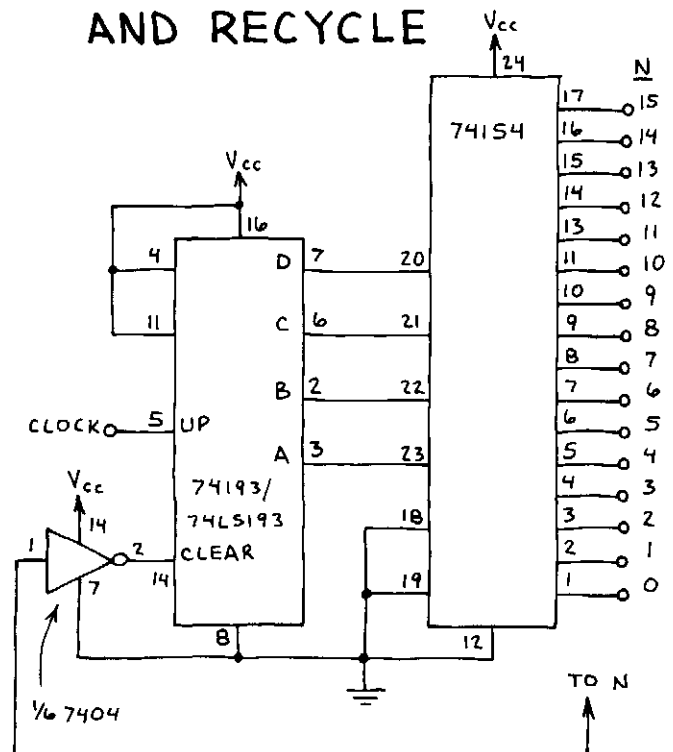 AND RECYCLE
Vcc
24
N
74154
17 15
16 14
15 13
14 12
13 11
11 10
10 9
9 8
8 7
7 6
6 5
5 4
4 3
3 2
2 1
1 0
Vcc
16
4 D 7 20
11 C 6 21
B 2 22
CLOCK 5 UP
A 3 23
74193/
74LS193
Vcc
14
1 2 CLEAR
14
7
18
19
8
12
1/6 7404
TO N